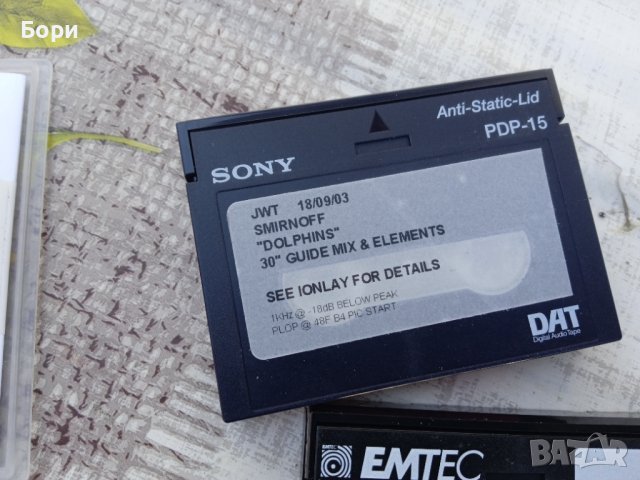 Бори
Anti-Static-Lid
PDP-15
SONY
JWT 18/09/03
SMIRNOFF
"DOLPHINS"
30" GUIDE MIX & ELEMENTS
SEE IONLAY FOR DETAILS
1KHz @ -18dB BELOW PEAK
PLOP @ 48F B4 PIC START
DAT
Digital Audio Tape
EMTEC
BAZAR